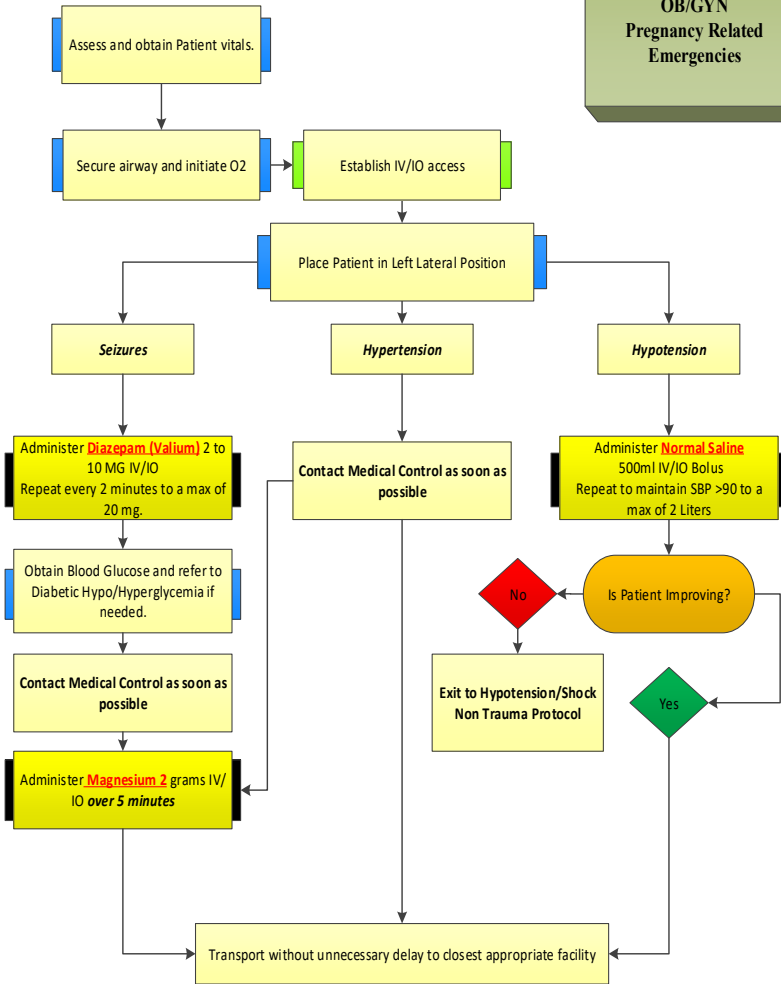 OB/GYN
Pregnancy Related
Emergencies
Assess and obtain Patient vitals.
Secure airway and initiate O2
Establish IV/IO access
Place Patient in Left Lateral Position
Seizures
Hypertension
Hypotension
Administer Diazepam (Valium) 2 to
10 MG IV/IO
Repeat every 2 minutes to a max of
20 mg.
Contact Medical Control as soon as
possible
Administer Normal Saline
500ml IV/IO Bolus
Repeat to maintain SBP >90 to a
max of 2 Liters
Obtain Blood Glucose and refer to
Diabetic Hypo/Hyperglycemia if
needed.
No
Is Patient Improving?
Contact Medical Control as soon as
possible
Exit to Hypotension/Shock
Non Trauma Protocol
Yes
Administer Magnesium 2 grams IV/
IO over 5 minutes
Transport without unnecessary delay to closest appropriate facility